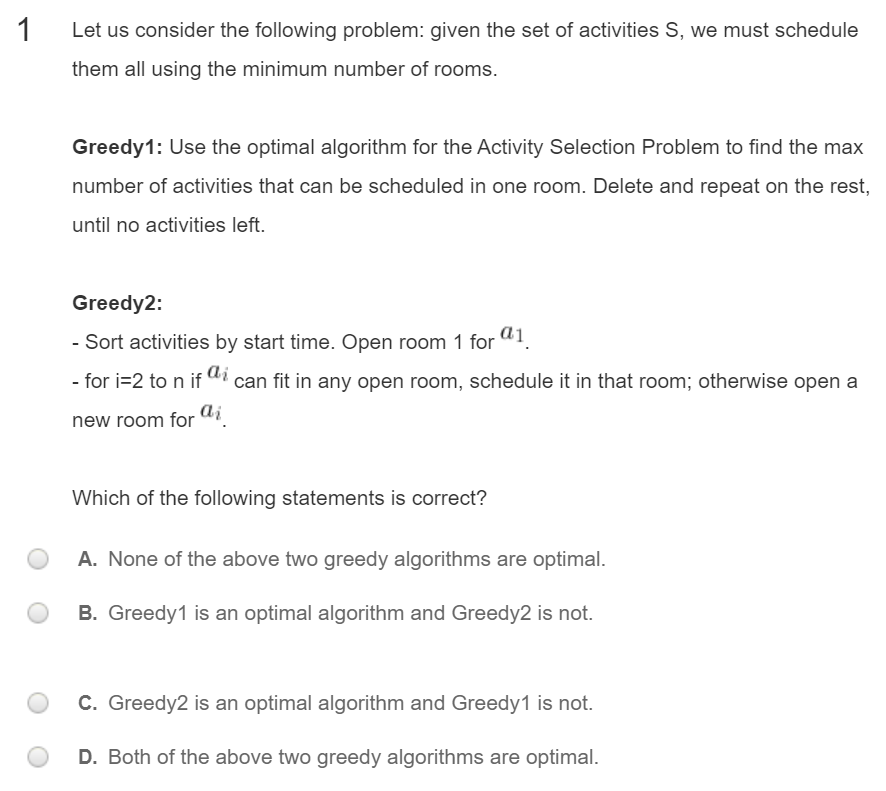 1
Let us consider the following problem: given the set of activities S, we must schedule
them all using the minimum number of rooms.
Greedy1: Use the optimal algorithm for the Activity Selection Problem to find the max
number of activities that can be scheduled in one room. Delete and repeat on the rest,
until no activities left.
Greedy2:
- Sort activities by start time. Open room 1 for a1.
- for i=2 to n if ai can fit in any open room, schedule it in that room; otherwise open a
new room for ai.
Which of the following statements is correct?
A. None of the above two greedy algorithms are optimal.
B. Greedy1 is an optimal algorithm and Greedy2 is not.
C. Greedy2 is an optimal algorithm and Greedy1 is not.
D. Both of the above two greedy algorithms are optimal.